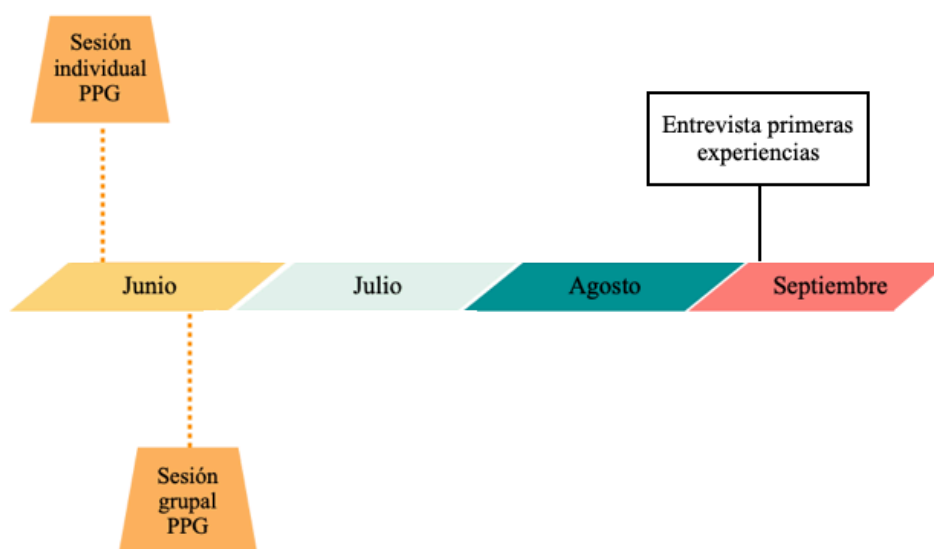 Sesión
individual
PPG
Entrevista primeras
experiencias
Junio
Julio
Agosto
Septiembre
Sesión
grupal
PPG